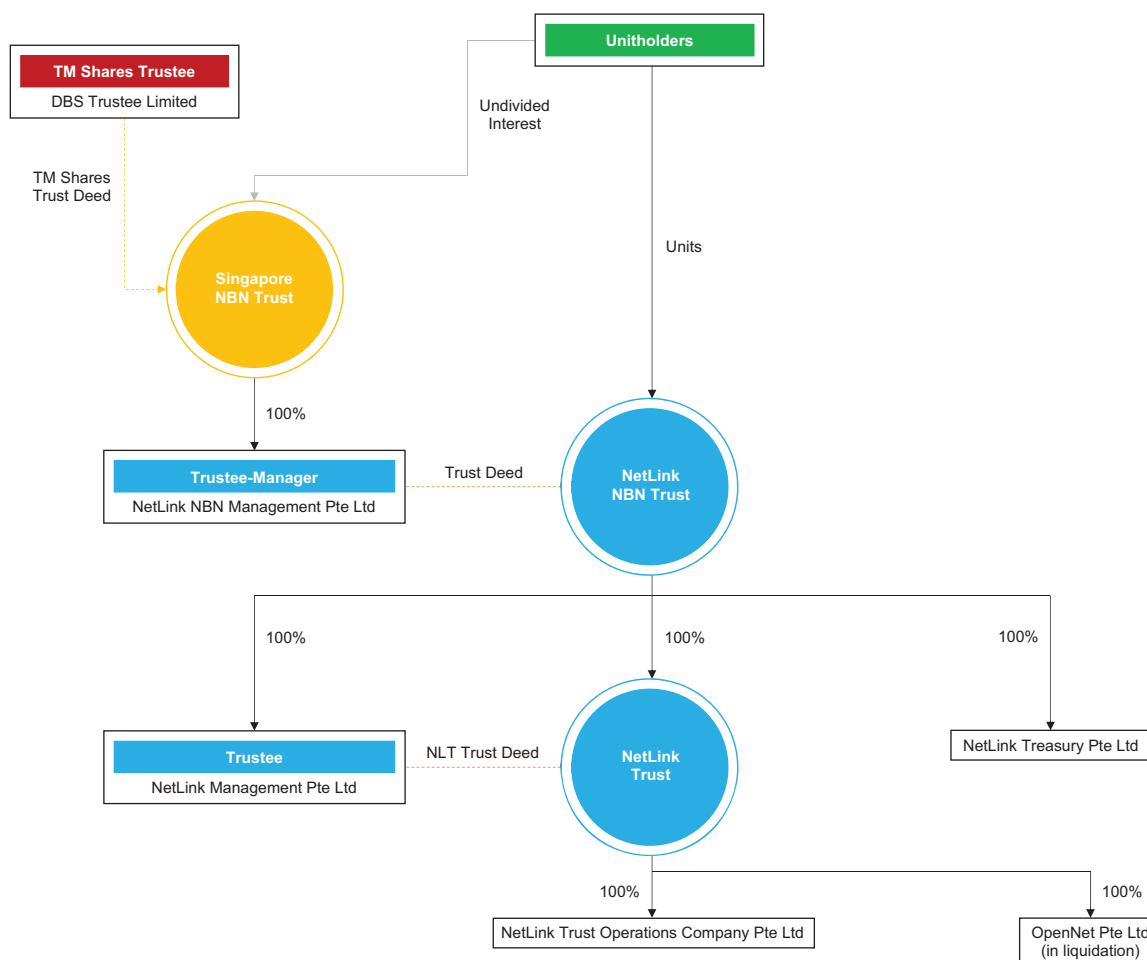 Unitholders
TM Shares Trustee
DBS Trustee Limited
Undivided
Interest
TM Shares
Trust Deed
Units
Singapore
NBN Trust
100%
Trustee-Manager
NetLink NBN Management Pte Ltd
Trust Deed
NetLink
NBN Trust
100%
100%
100%
Trustee
NetLink Management Pte Ltd
NLT Trust Deed
NetLink
Trust
NetLink Treasury Pte Ltd
100%
100%
NetLink Trust Operations Company Pte Ltd
OpenNet Pte Ltd
(in liquidation)